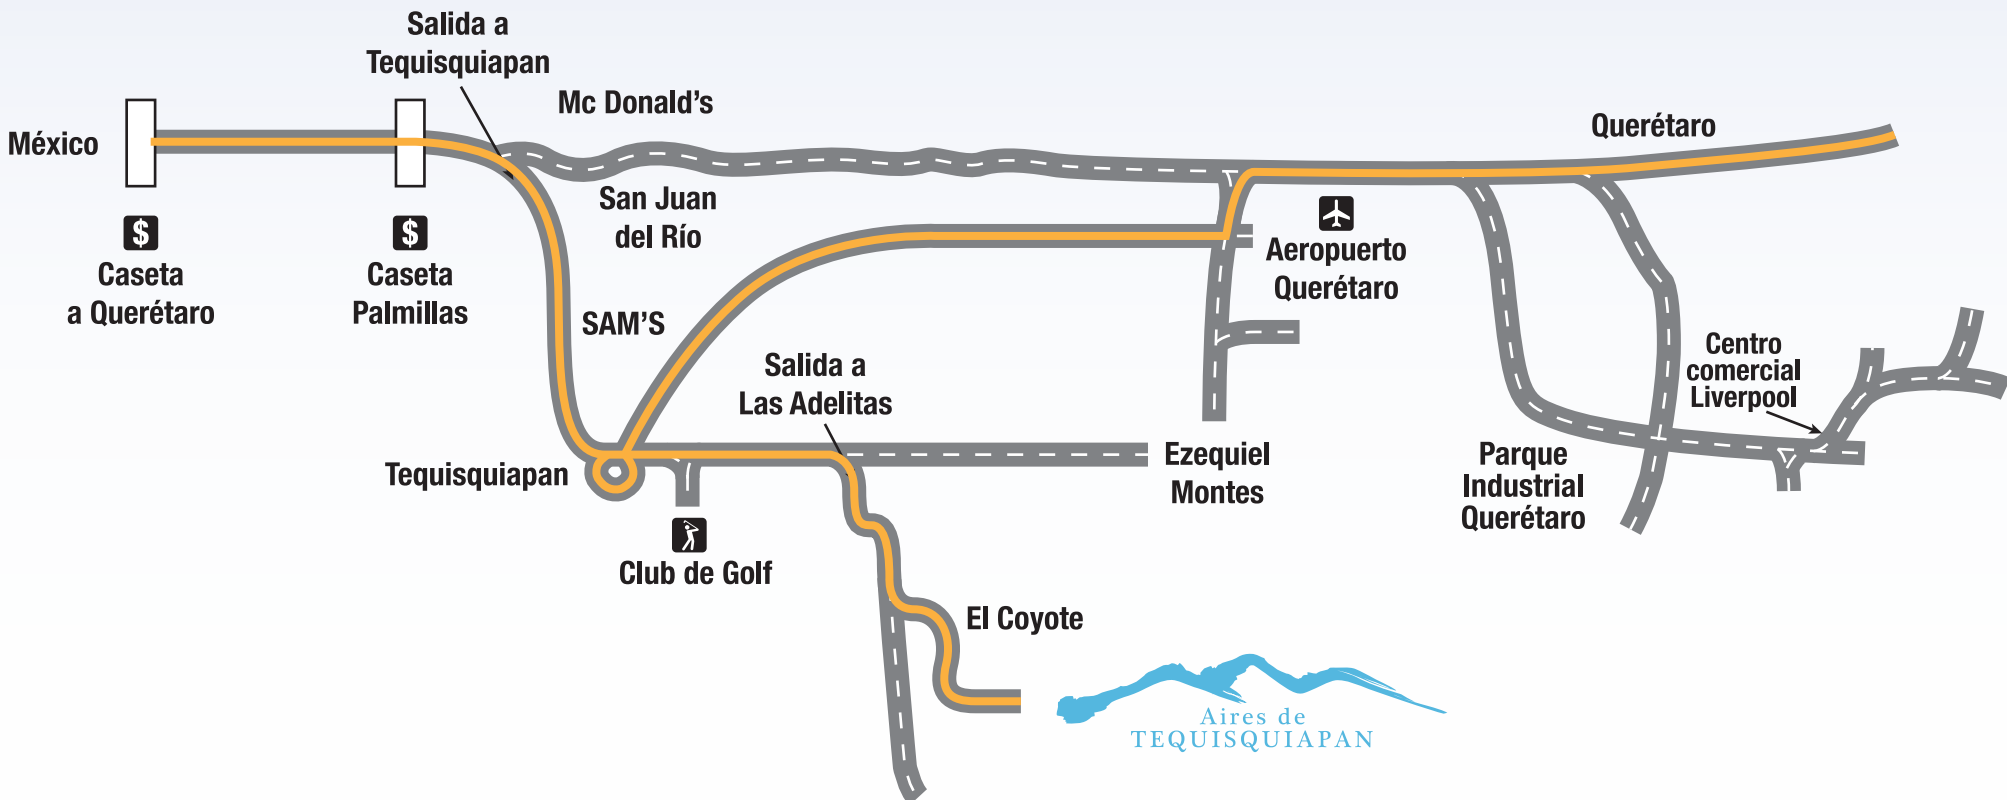 Salida a
Tequisquiapan
Mc Donald's
México
Querétaro
San Juan
del Río
$
Caseta
a Querétaro
$
Caseta
Palmillas
Aeropuerto
Querétaro
SAM'S
Salida a
Las Adelitas
Centro
comercial
Liverpool
Tequisquiapan
Ezequiel
Montes
Parque
Industrial
Querétaro
Club de Golf
El Coyote
Aires de
TEQUISQUIAPAN